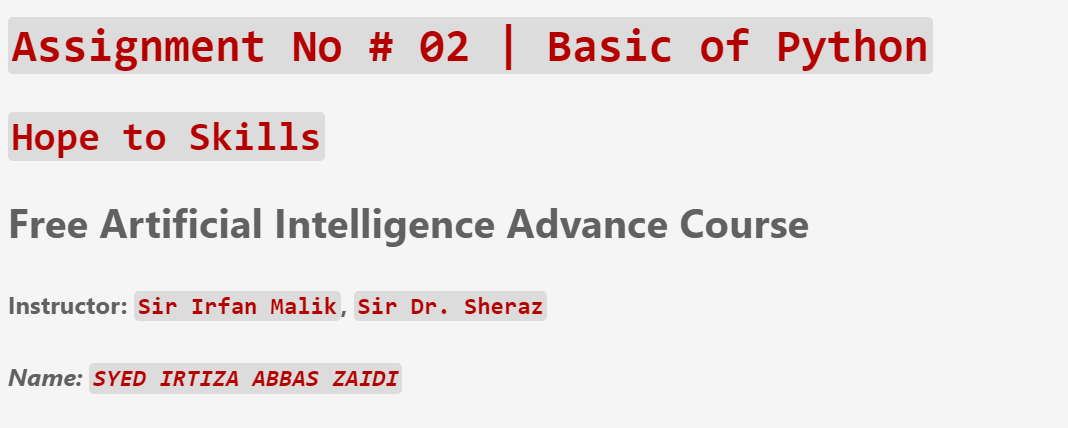 Assignment No # 02 | Basic of Python
Hope to Skills
Free Artificial Intelligence Advance Course
Instructor: Sir Irfan Malik, Sir Dr. Sheraz
Name: SYED IRTIZA ABBAS ZAIDI